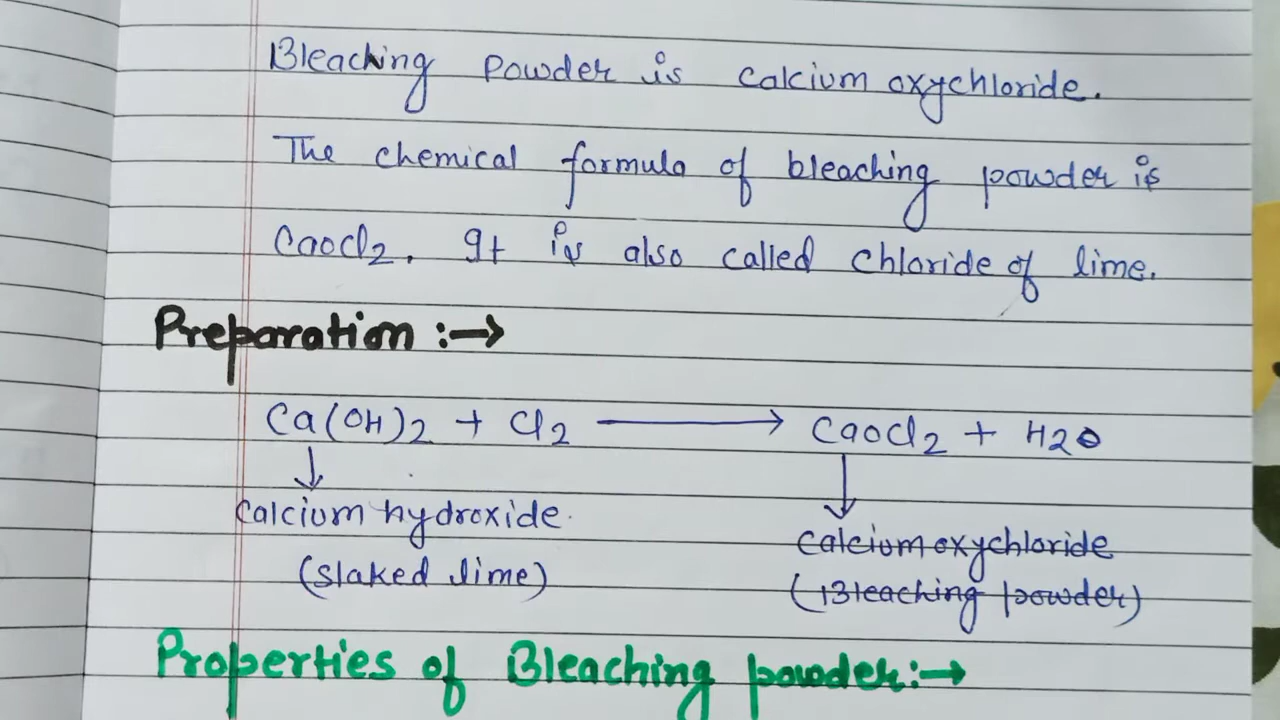 Bleaching powder is calcium oxychloride.
The chemical formula of bleaching powder is
CaOCl2. It is also called chloride of lime.
Preparation :→
Ca(OH)2 + Cl2 ⟶ CaOCl2 + H2O
↓ ↓
Calcium hydroxide.
(slaked lime)
Calcium oxychloride
(Bleaching powder)
Properties of Bleaching powder:→